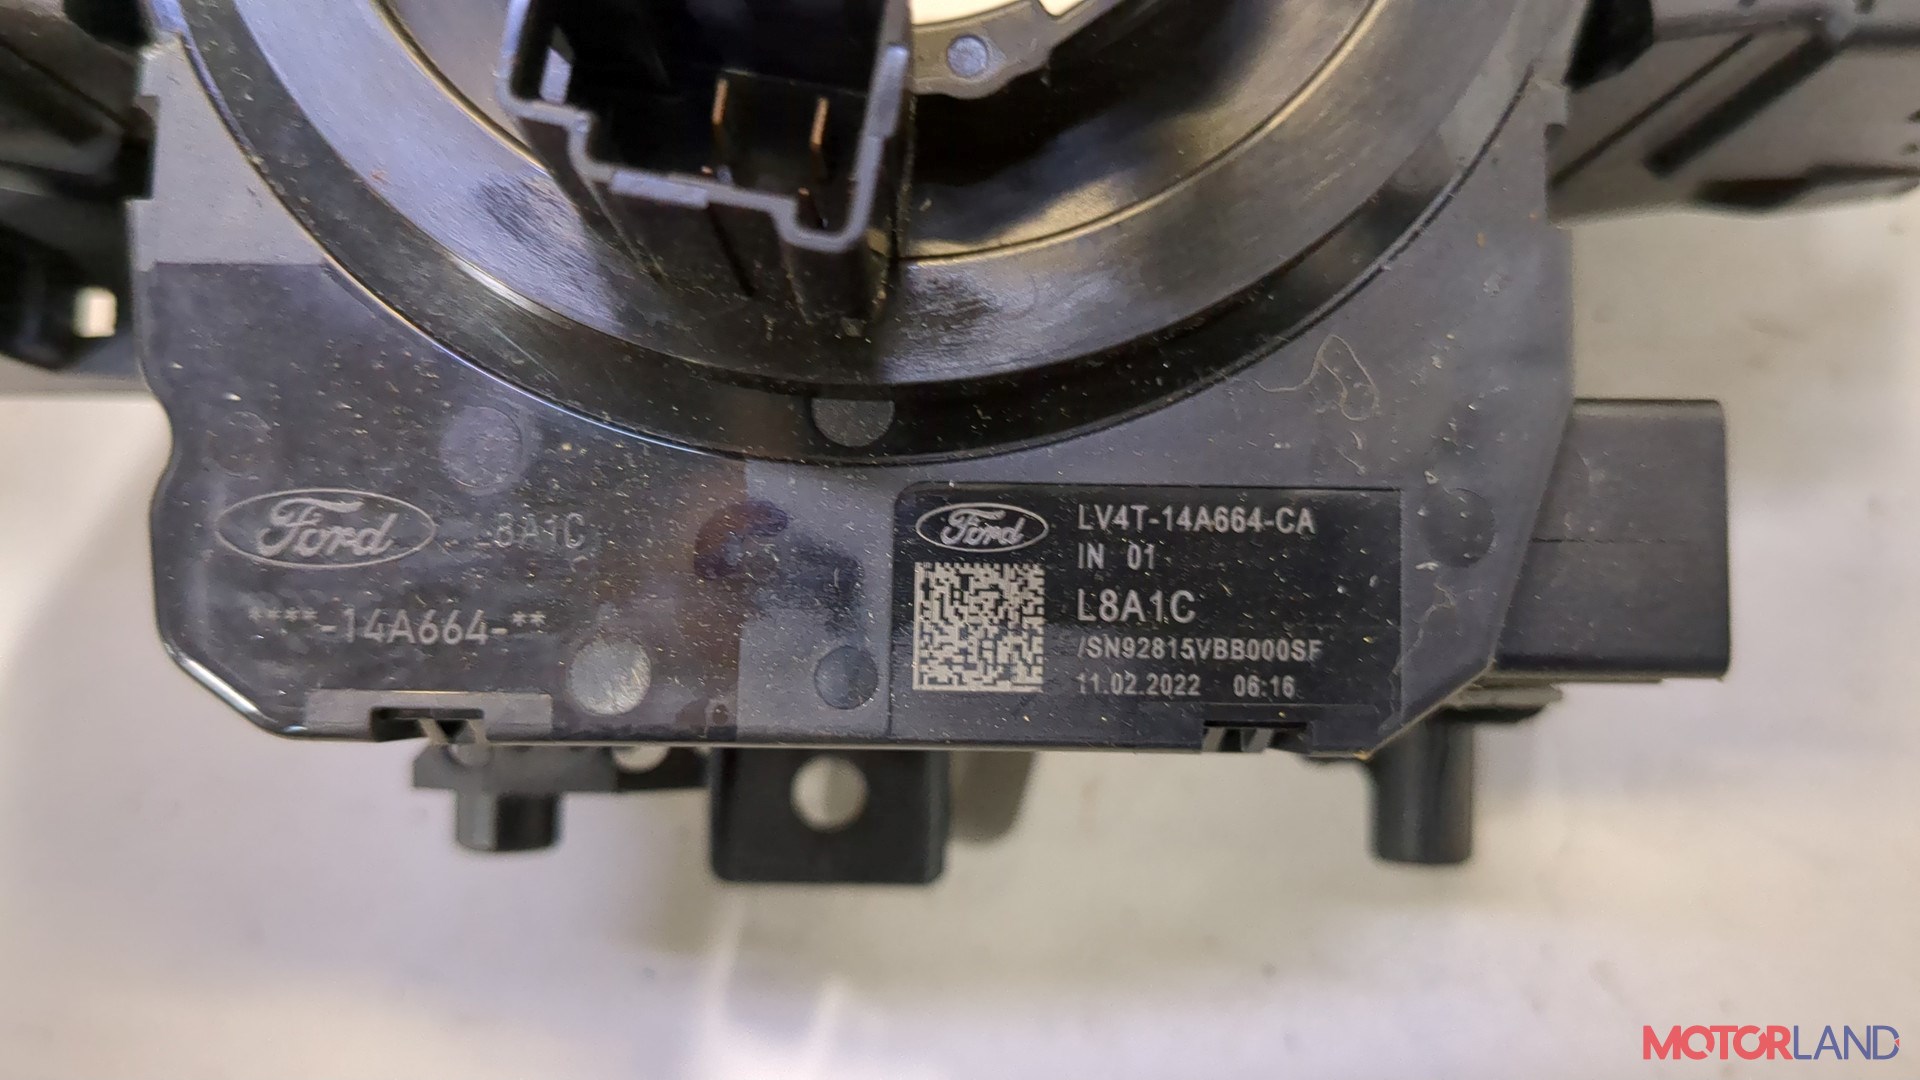 Ford L8A1C
****-14A664-**
Ford
LV4T-14A664-CA
IN 01
L8A1C
/SN92815VBB000SF
11.02.2022 06:16
MOTORLAND